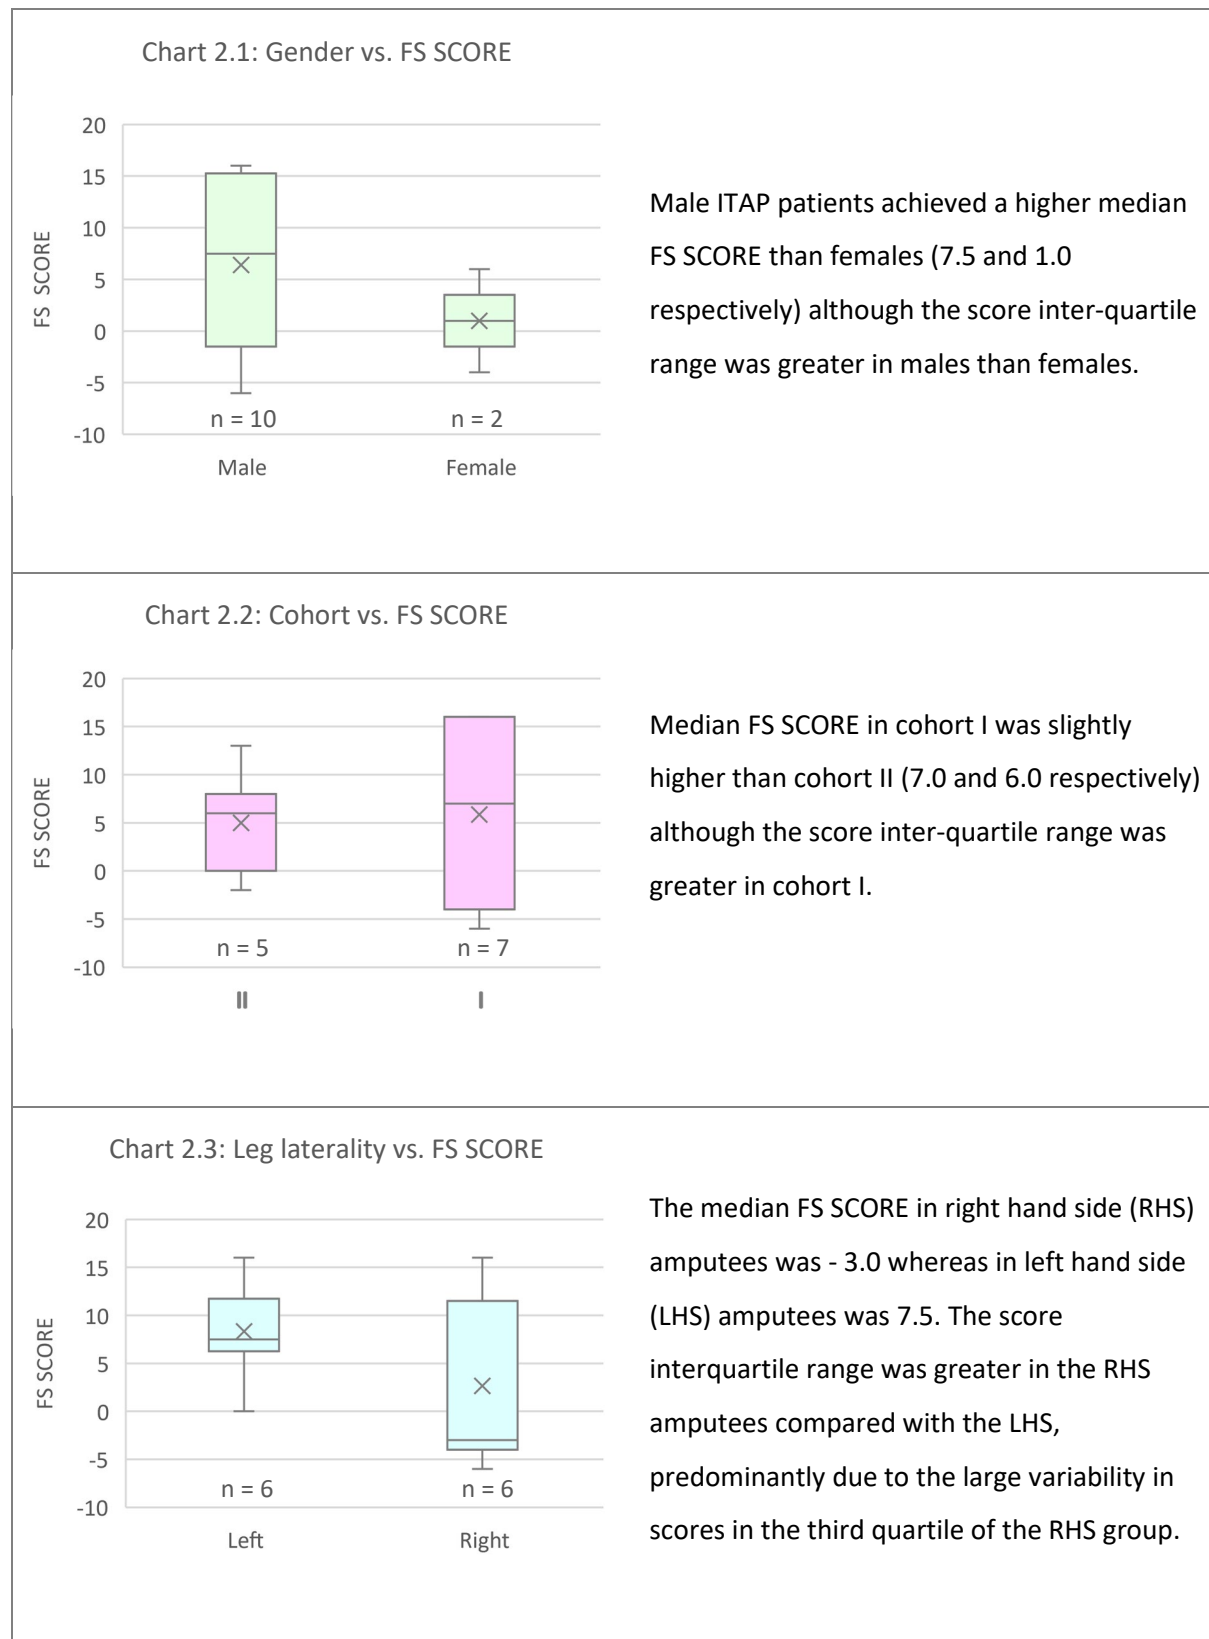 Chart 2.1: Gender vs. FS SCORE
20
15
10
5
0
-5
-10
FS SCORE
n = 10
n = 2
Male
Female
Male ITAP patients achieved a higher median
FS SCORE than females (7.5 and 1.0
respectively) although the score inter-quartile
range was greater in males than females.
Chart 2.2: Cohort vs. FS SCORE
20
15
10
5
0
-5
-10
FS SCORE
n = 5
n = 7
II
I
Median FS SCORE in cohort I was slightly
higher than cohort II (7.0 and 6.0 respectively)
although the score inter-quartile range was
greater in cohort I.
Chart 2.3: Leg laterality vs. FS SCORE
20
15
10
5
0
-5
-10
FS SCORE
n = 6
n = 6
Left
Right
The median FS SCORE in right hand side (RHS)
amputees was - 3.0 whereas in left hand side
(LHS) amputees was 7.5. The score
interquartile range was greater in the RHS
amputees compared with the LHS,
predominantly due to the large variability in
scores in the third quartile of the RHS group.